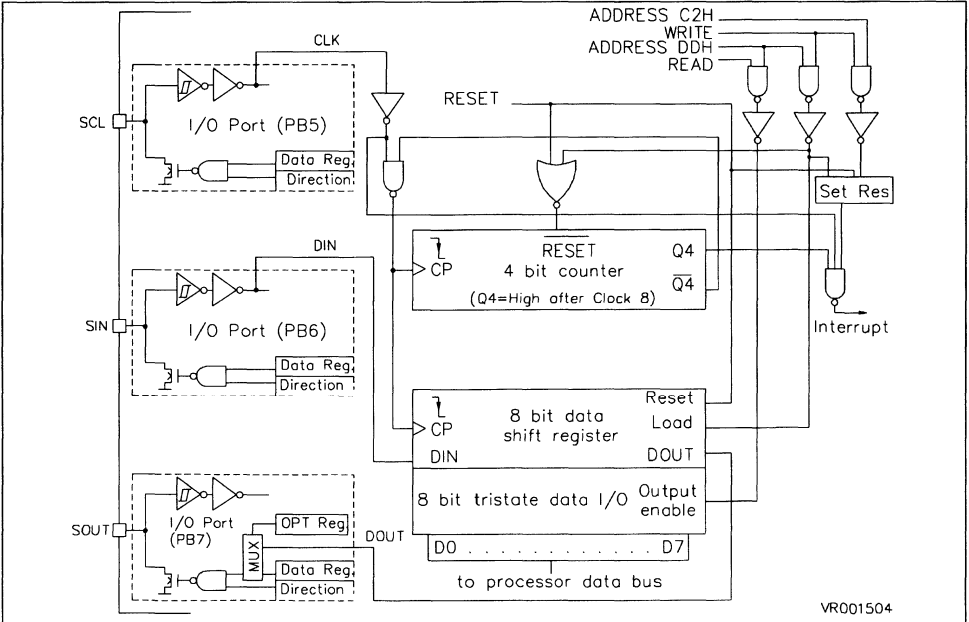 ADDRESS C2H
WRITE
ADDRESS DDH
READ
CLK
RESET
SCL
I/O Port (PB5)
Data Reg.
Direction
Set Res
RESET
CP
4 bit counter
(Q4=High after Clock 8)
Q4
Q4
Interrupt
DIN
SIN
I/O Port (PB6)
Data Reg.
Direction
Reset
8 bit data
shift register
Load
CP
DIN
DOUT
8 bit tristate data I/O
Output
enable
D0 . . . . . . . . . . . . D7
to processor data bus
SOUT
I/O Port
(PB7)
OPT Reg.
MUX
DOUT
Data Reg.
Direction
VR001504